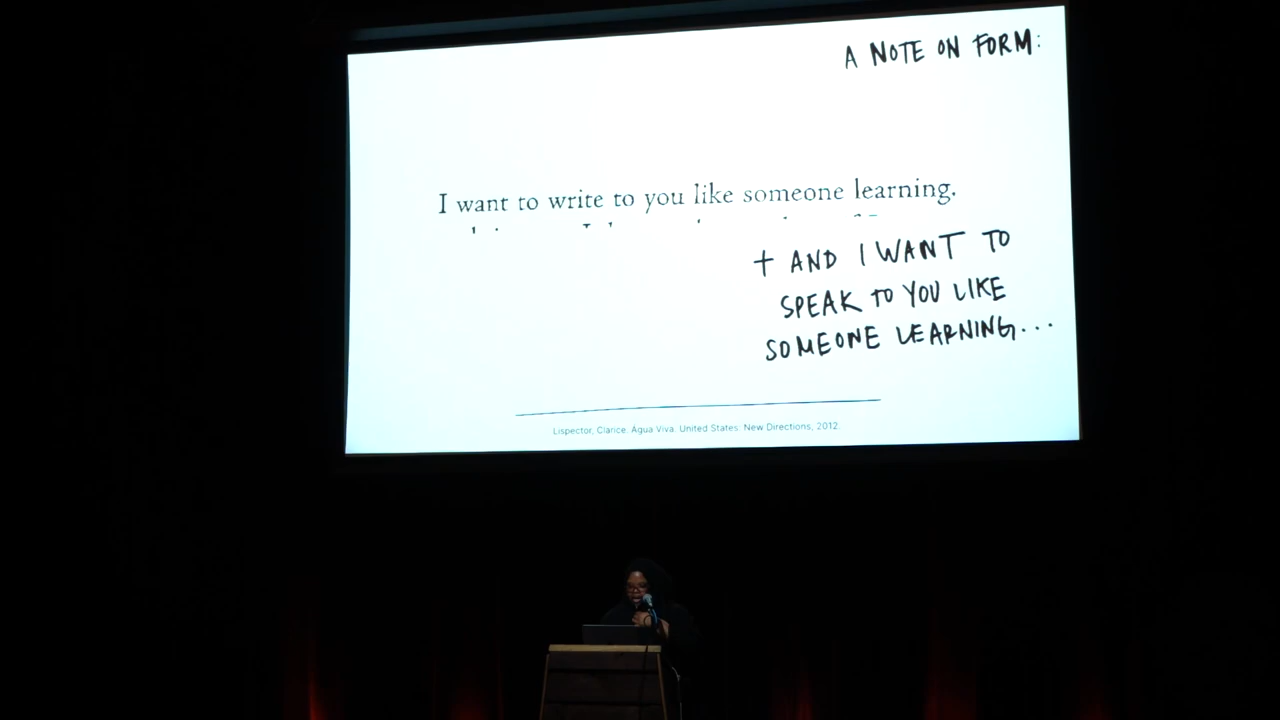 A NOTE ON FORM:
I want to write to you like someone learning.
+ AND I WANT TO
SPEAK TO YOU LIKE
SOMEONE LEARNING...
Lispector, Clarice. Agua Viva. United States: New Directions, 2012.